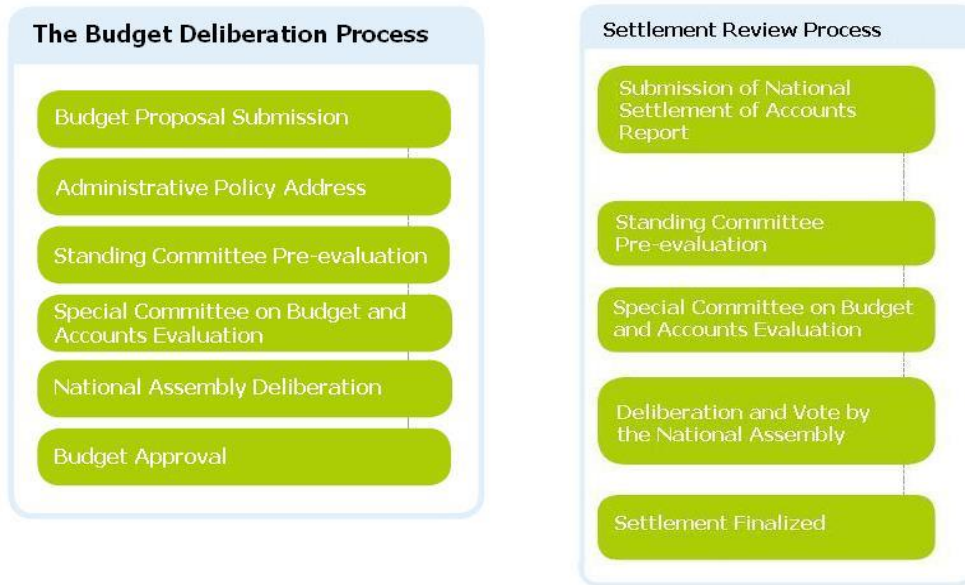 The Budget Deliberation Process
Budget Proposal Submission
Administrative Policy Address
Standing Committee Pre-evaluation
Special Committee on Budget and
Accounts Evaluation
National Assembly Deliberation
Budget Approval
Settlement Review Process
Submission of National
Settlement of Accounts
Report
Standing Committee
Pre-evaluation
Special Committee on Budget
and Accounts Evaluation
Deliberation and Vote by
the National Assembly
Settlement Finalized